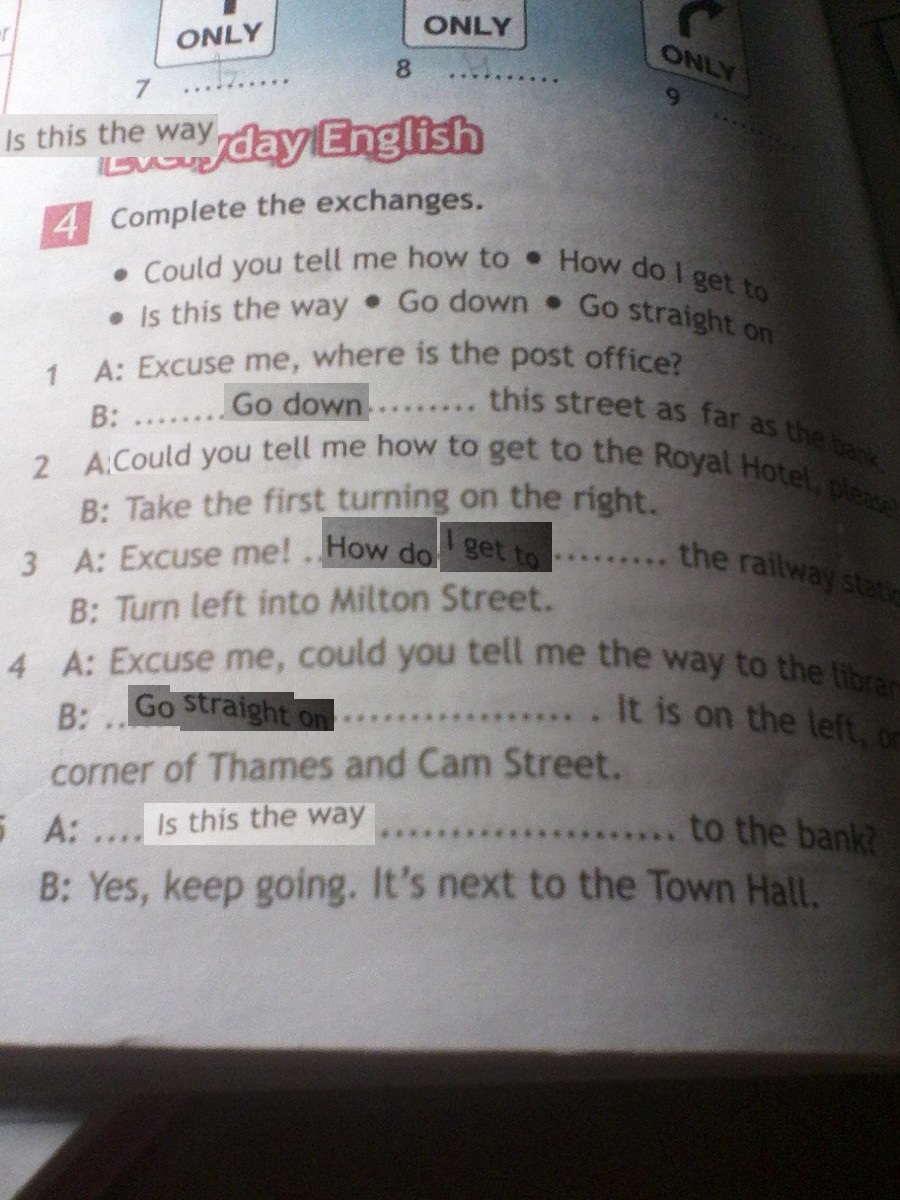 ONLY
ONLY
ONLY
7 ..........
8 ..........
9 ........
Is this the way
Everyday English
4 Complete the exchanges.
• Could you tell me how to • How do I get to
• Is this the way • Go down • Go straight on
1 A: Excuse me, where is the post office?
B: ........Go down......... this street as far as the bank.
2 A:Could you tell me how to get to the Royal Hotel, please?
B: Take the first turning on the right.
3 A: Excuse me! ..How do I get to.......... the railway
B: Turn left into Milton Street.
4 A: Excuse me, could you tell me the way to the
B: ..Go straight on..................... . It is on the left,
corner of Thames and Cam Street.
A: ....Is this the way....................... to the bank?
B: Yes, keep going. It's next to the Town Hall.